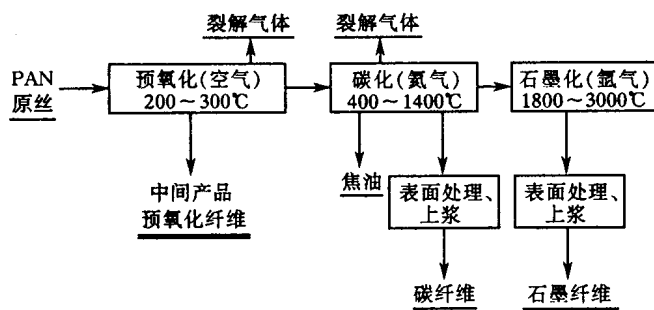 裂解气体
裂解气体
PAN
原丝
预氧化(空气)
200～300℃
碳化(氮气)
400～1400℃
石墨化(氩气)
1800～3000℃
中间产品
预氧化纤维
焦油
表面处理、
上浆
表面处理、
上浆
碳纤维
石墨纤维